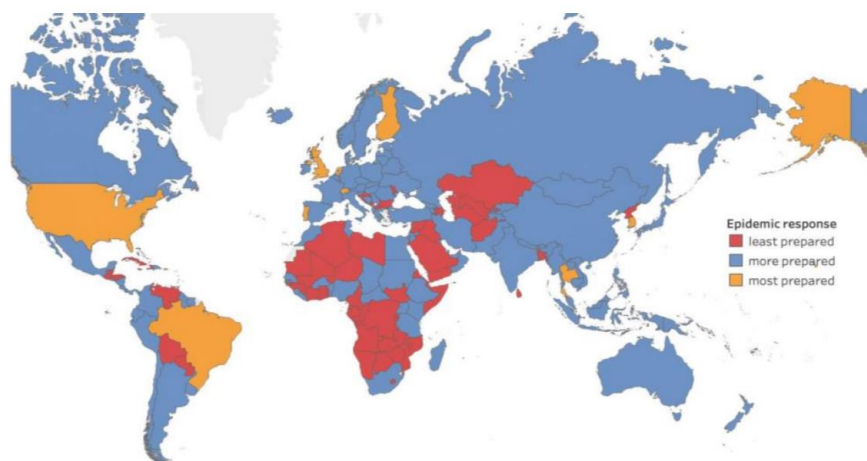 Epidemic response
least prepared
more prepared
most prepared